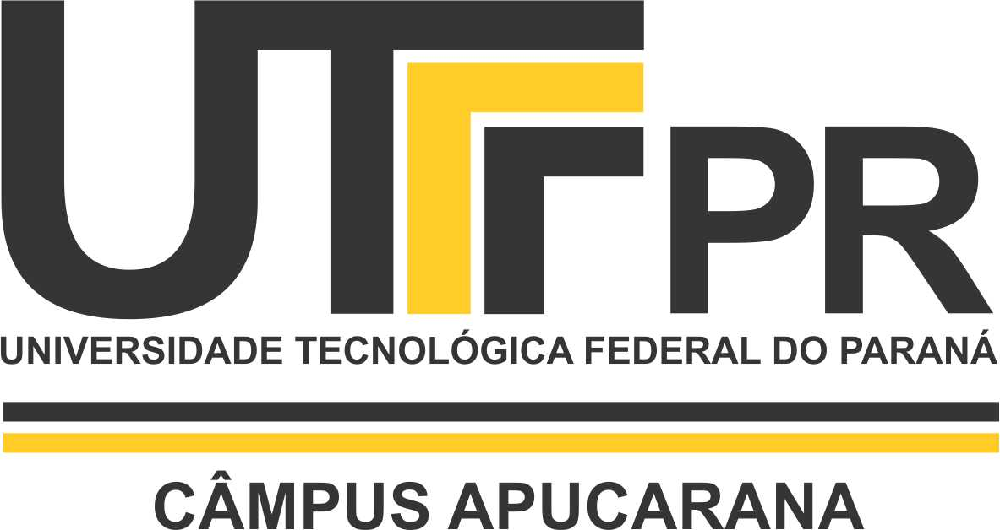 UTFPR
UNIVERSIDADE TECNOLÓGICA FEDERAL DO PARANÁ
CÂMPUS APUCARANA